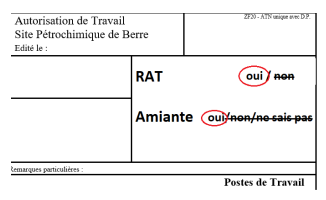 Autorisation de Travail
Site Pétrochimique de Berre
Edité le :
ZF20 - ATN unique avec D.P.
RAT oui / non
Amiante oui/non/ne sais pas
Remarques particulières :
Postes de Travail